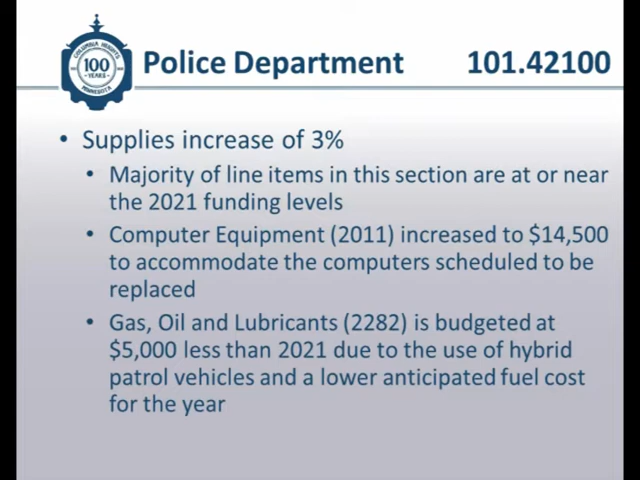 COLUMBIA HEIGHTS
100
YEARS
MINNESOTA
Police Department 101.42100
• Supplies increase of 3%
• Majority of line items in this section are at or near
the 2021 funding levels
• Computer Equipment (2011) increased to $14,500
to accommodate the computers scheduled to be
replaced
• Gas, Oil and Lubricants (2282) is budgeted at
$5,000 less than 2021 due to the use of hybrid
patrol vehicles and a lower anticipated fuel cost
for the year